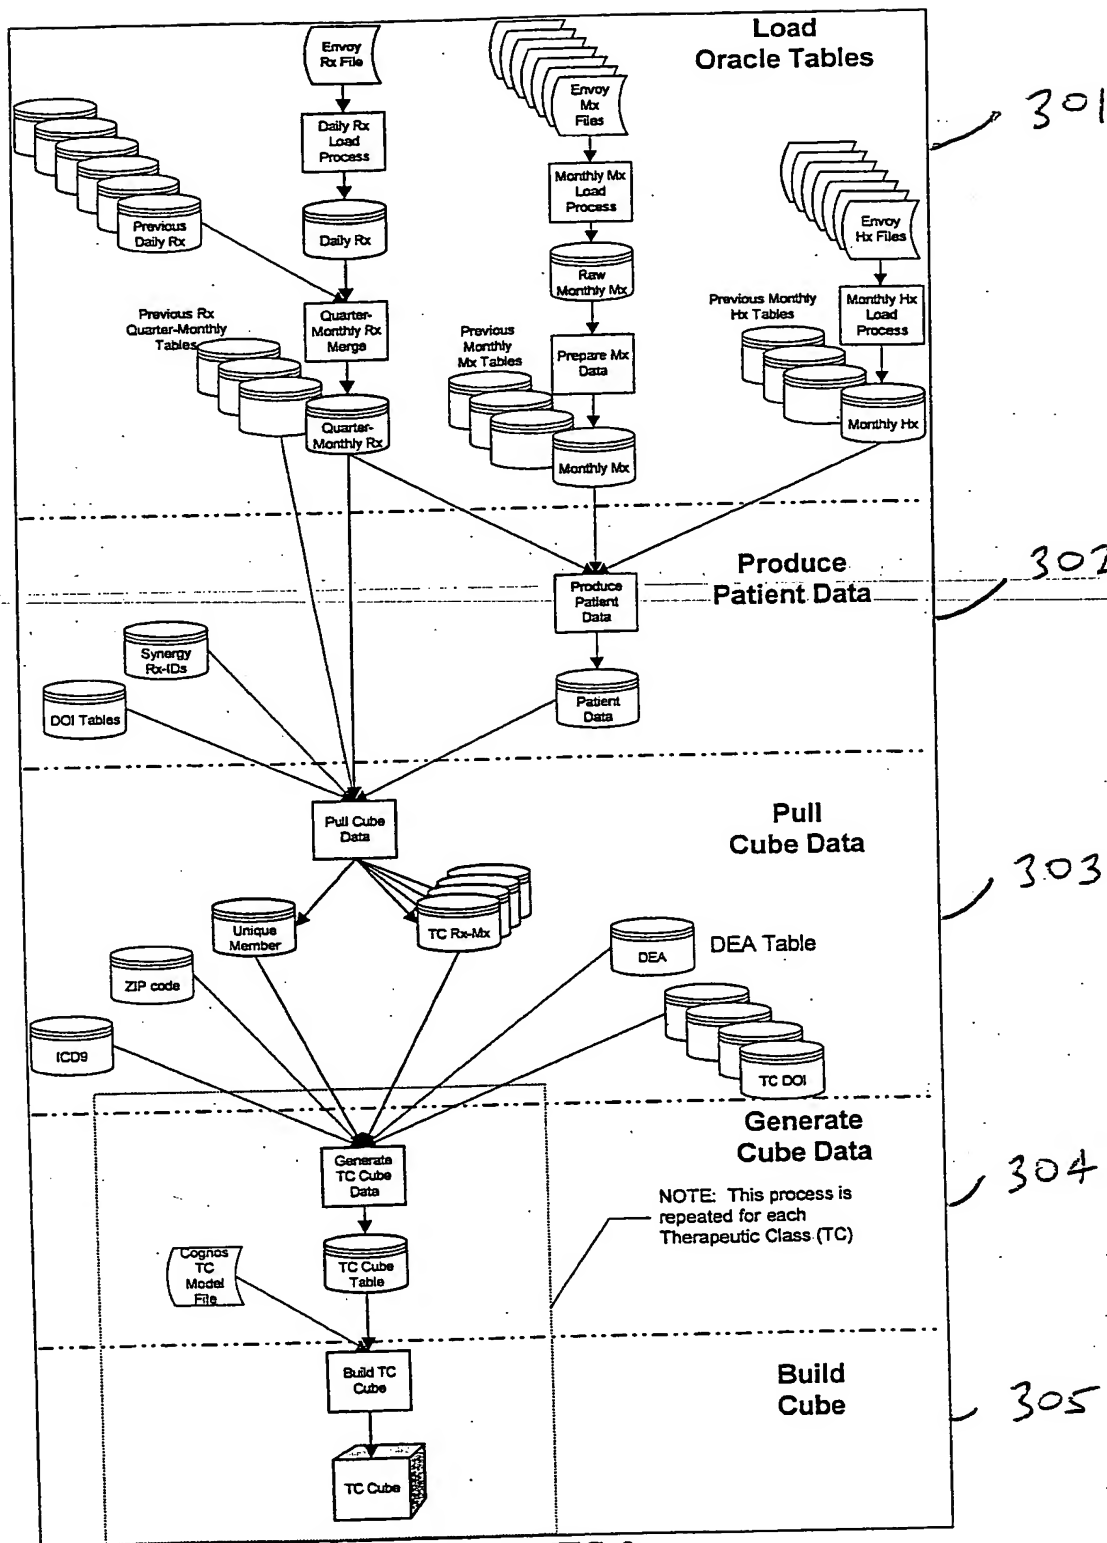 Load
Oracle Tables
301
Envoy
Rx File
Envoy
Mx
Files
Daily Rx
Load
Process
Monthly Mx
Load
Process
Envoy
Hx Files
Previous
Daily Rx
Daily Rx
Raw
Monthly Mx
Previous Rx
Quarter-Monthly
Tables
Quarter-
Monthly Rx
Merge
Previous
Monthly
Mx Tables
Prepare Mx
Data
Previous Monthly
Hx Tables
Monthly Hx
Load
Process
Quarter-
Monthly Rx
Monthly Mx
Monthly Hx
Produce
Patient Data
302
Produce
Patient
Data
Synergy
Rx-IDs
DOI Tables
Patient
Data
Pull
Cube Data
303
Pull Cube
Data
Unique
Member
TC Rx-Mx
DEA
DEA Table
ZIP code
ICD9
TC DOI
Generate
Cube Data
304
Generate
TC Cube
Data
NOTE: This process is
repeated for each
Therapeutic Class (TC)
Cognos
TC
Model
File
TC Cube
Table
Build
Cube
305
Build TC
Cube
TC Cube